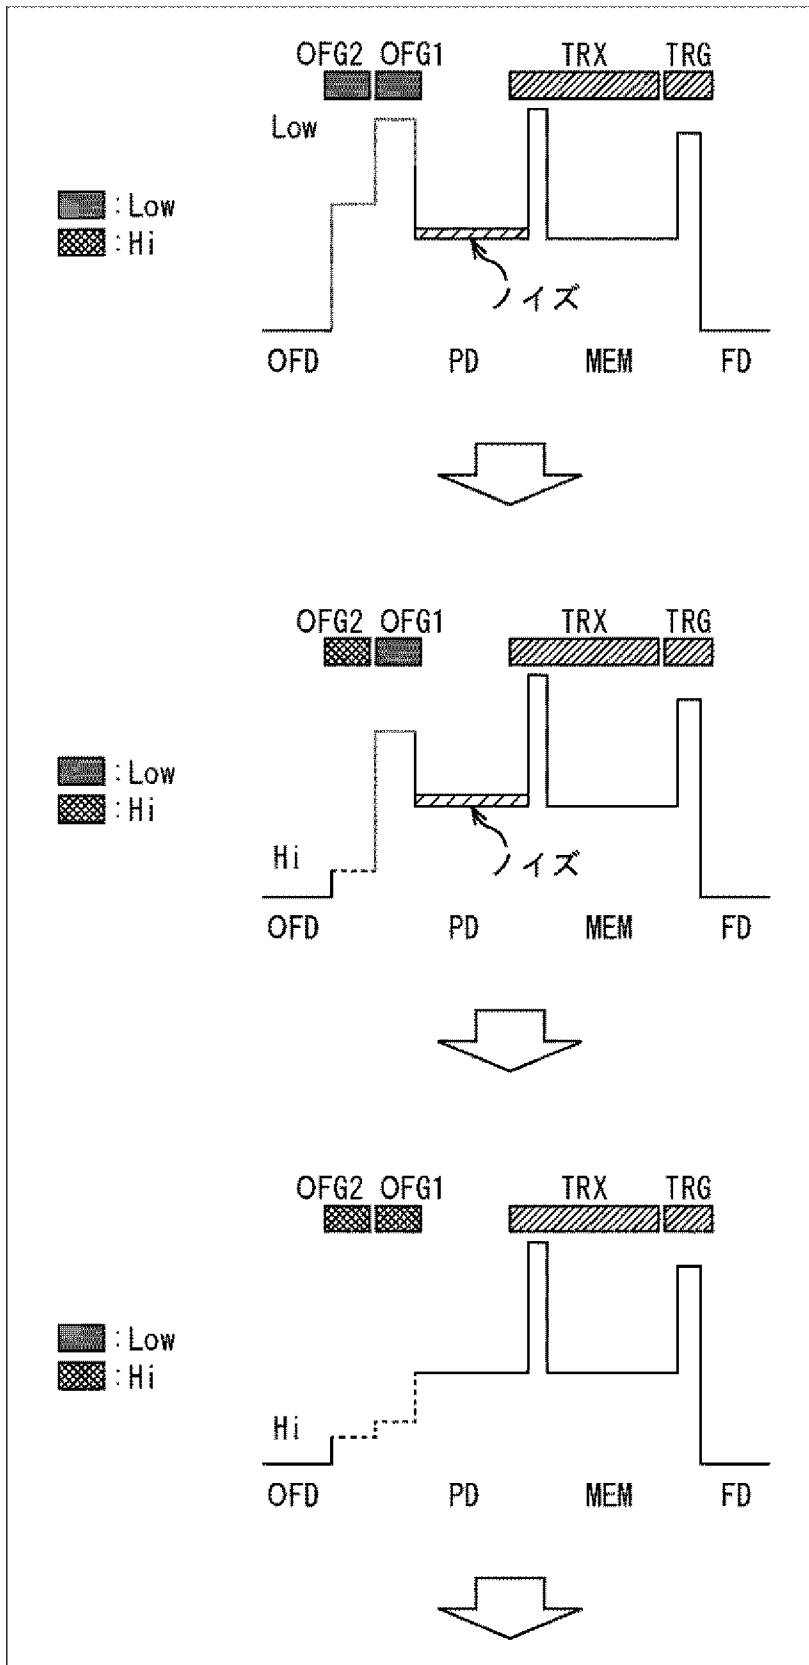 OFG2 OFG1 TRX TRG
Low
:Low
:Hi
ノイズ
OFD PD MEM FD
OFG2 OFG1 TRX TRG
:Low
:Hi
Hi
ノイズ
OFD PD MEM FD
OFG2 OFG1 TRX TRG
:Low
:Hi
Hi
OFD PD MEM FD